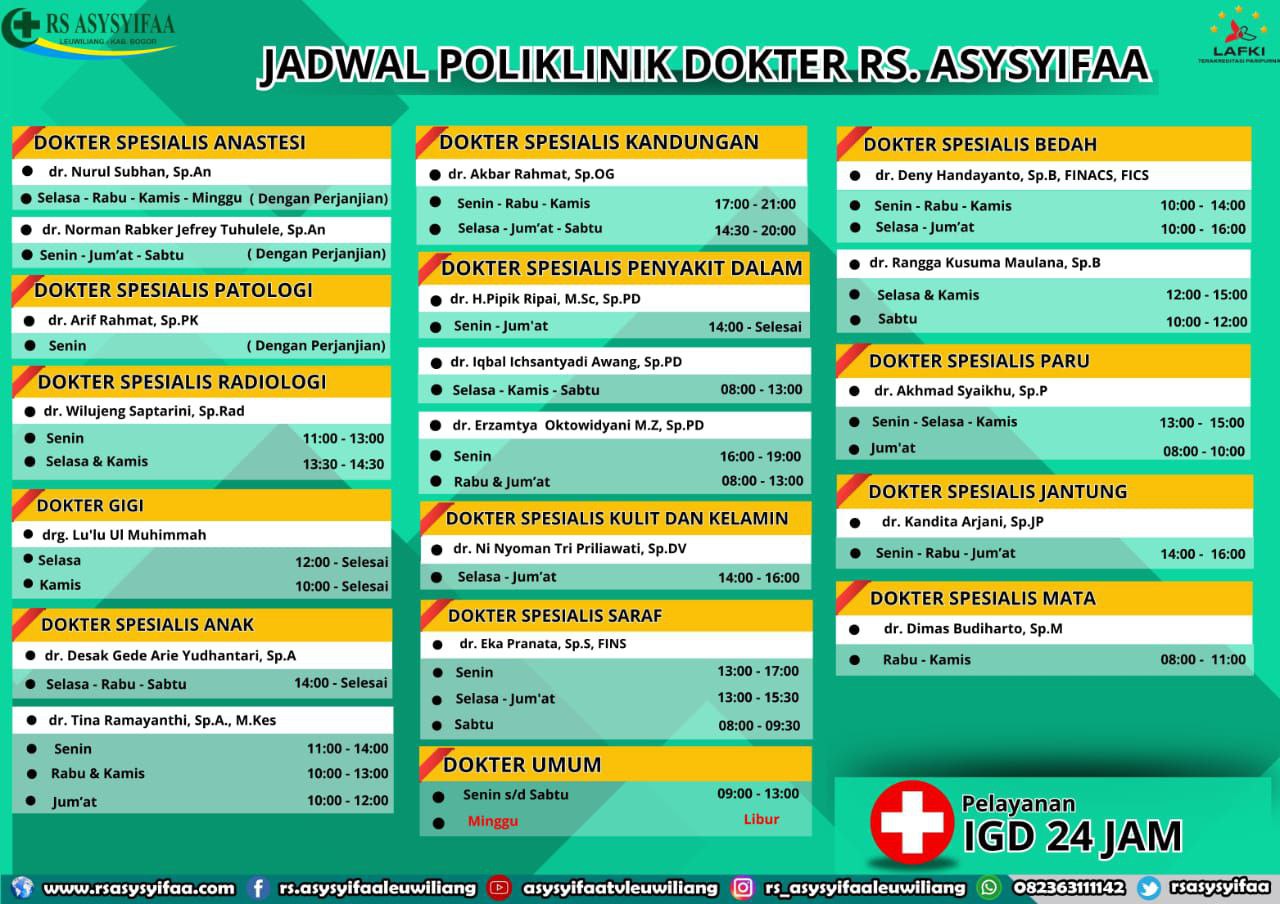 RS ASYSYIFAA
LEUWILIANG - KAB. BOGOR
JADWAL POLIKLINIK DOKTER RS. ASYSYIFAA
LAFKI
TERAKREDITASI PARIPURNA
DOKTER SPESIALIS ANASTESI
dr. Nurul Subhan, Sp.An
Selasa - Rabu - Kamis - Minggu ( Dengan Perjanjian)
dr. Norman Rabker Jefrey Tuhulele, Sp.An
Senin - Jum’at - Sabtu ( Dengan Perjanjian)
DOKTER SPESIALIS PATOLOGI
dr. Arif Rahmat, Sp.PK
Senin ( Dengan Perjanjian)
DOKTER SPESIALIS RADIOLOGI
dr. Wilujeng Saptarini, Sp.Rad
Senin 11:00 - 13:00
Selasa & Kamis 13:30 - 14:30
DOKTER GIGI
drg. Lu'lu Ul Muhimmah
Selasa 12:00 - Selesai
Kamis 10:00 - Selesai
DOKTER SPESIALIS ANAK
dr. Desak Gede Arie Yudhantari, Sp.A
Selasa - Rabu - Sabtu 14:00 - Selesai
dr. Tina Ramayanthi, Sp.A., M.Kes
Senin 11:00 - 14:00
Rabu & Kamis 10:00 - 13:00
Jum’at 10:00 - 12:00
DOKTER SPESIALIS KANDUNGAN
dr. Akbar Rahmat, Sp.OG
Senin - Rabu - Kamis 17:00 - 21:00
Selasa - Jum’at - Sabtu 14:30 - 20:00
DOKTER SPESIALIS PENYAKIT DALAM
dr. H.Pipik Ripai, M.Sc, Sp.PD
Senin - Jum'at 14:00 - Selesai
dr. Iqbal Ichsantyadi Awang, Sp.PD
Selasa - Kamis - Sabtu 08:00 - 13:00
dr. Erzamtya Oktowidyani M.Z, Sp.PD
Senin 16:00 - 19:00
Rabu & Jum’at 08:00 - 13:00
DOKTER SPESIALIS KULIT DAN KELAMIN
dr. Ni Nyoman Tri Priliawati, Sp.DV
Selasa - Jum’at 14:00 - 16:00
DOKTER SPESIALIS SARAF
dr. Eka Pranata, Sp.S, FINS
Senin 13:00 - 17:00
Selasa - Jum'at 13:00 - 15:30
Sabtu 08:00 - 09:30
DOKTER UMUM
Senin s/d Sabtu 09:00 - 13:00
Minggu Libur
DOKTER SPESIALIS BEDAH
dr. Deny Handayanto, Sp.B, FINACS, FICS
Senin - Rabu - Kamis 10:00 - 14:00
Selasa - Jum’at 10:00 - 16:00
dr. Rangga Kusuma Maulana, Sp.B
Selasa & Kamis 12:00 - 15:00
Sabtu 10:00 - 12:00
DOKTER SPESIALIS PARU
dr. Akhmad Syaikhu, Sp.P
Senin - Selasa - Kamis 13:00 - 15:00
Jum'at 08:00 - 10:00
DOKTER SPESIALIS JANTUNG
dr. Kandita Arjani, Sp.JP
Senin - Rabu - Jum’at 14:00 - 16:00
DOKTER SPESIALIS MATA
dr. Dimas Budiharto, Sp.M
Rabu - Kamis 08:00 - 11:00
Pelayanan
IGD 24 JAM
www.rsasysyifaa.com rs.asysyifaaleuwiliang asysyifaatvleuwiliang rs_asysyifaaleuwiliang 082363111142 rsasysyifaa